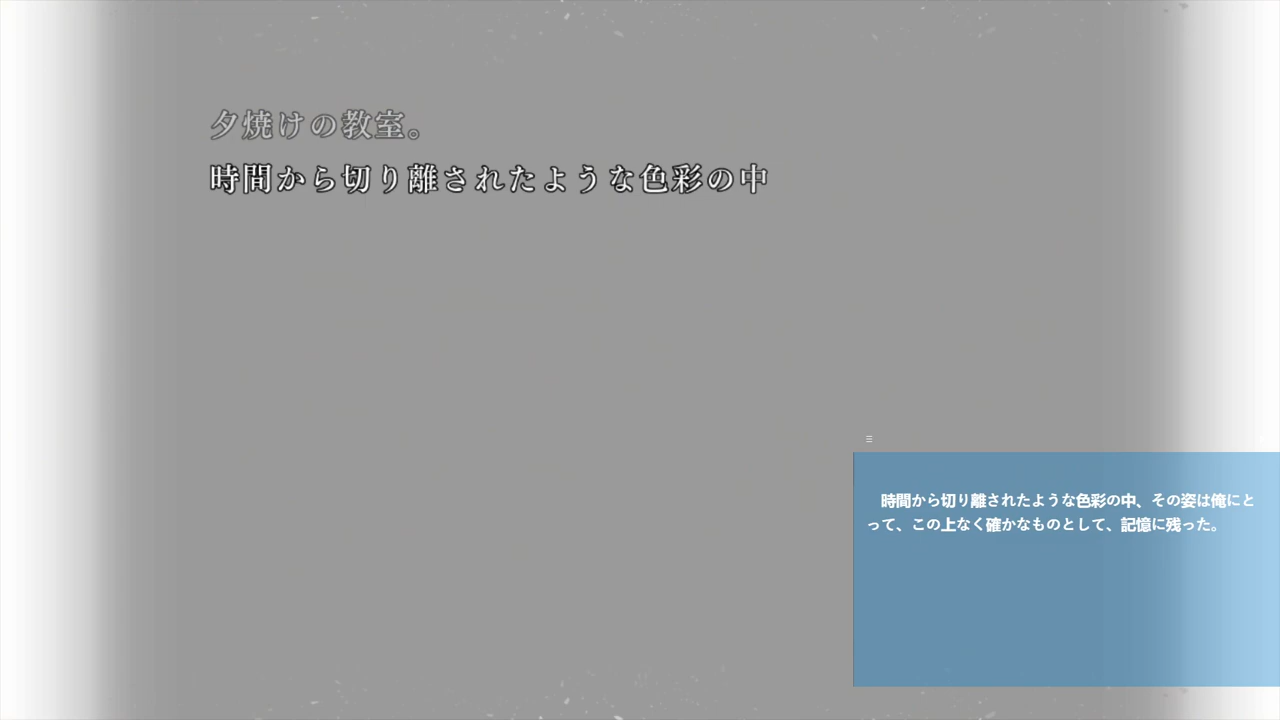 夕焼けの教室。
時間から切り離されたような色彩の中
時間から切り離されたような色彩の中、その姿は俺にと
って、この上なく確かなものとして、記憶に残った。